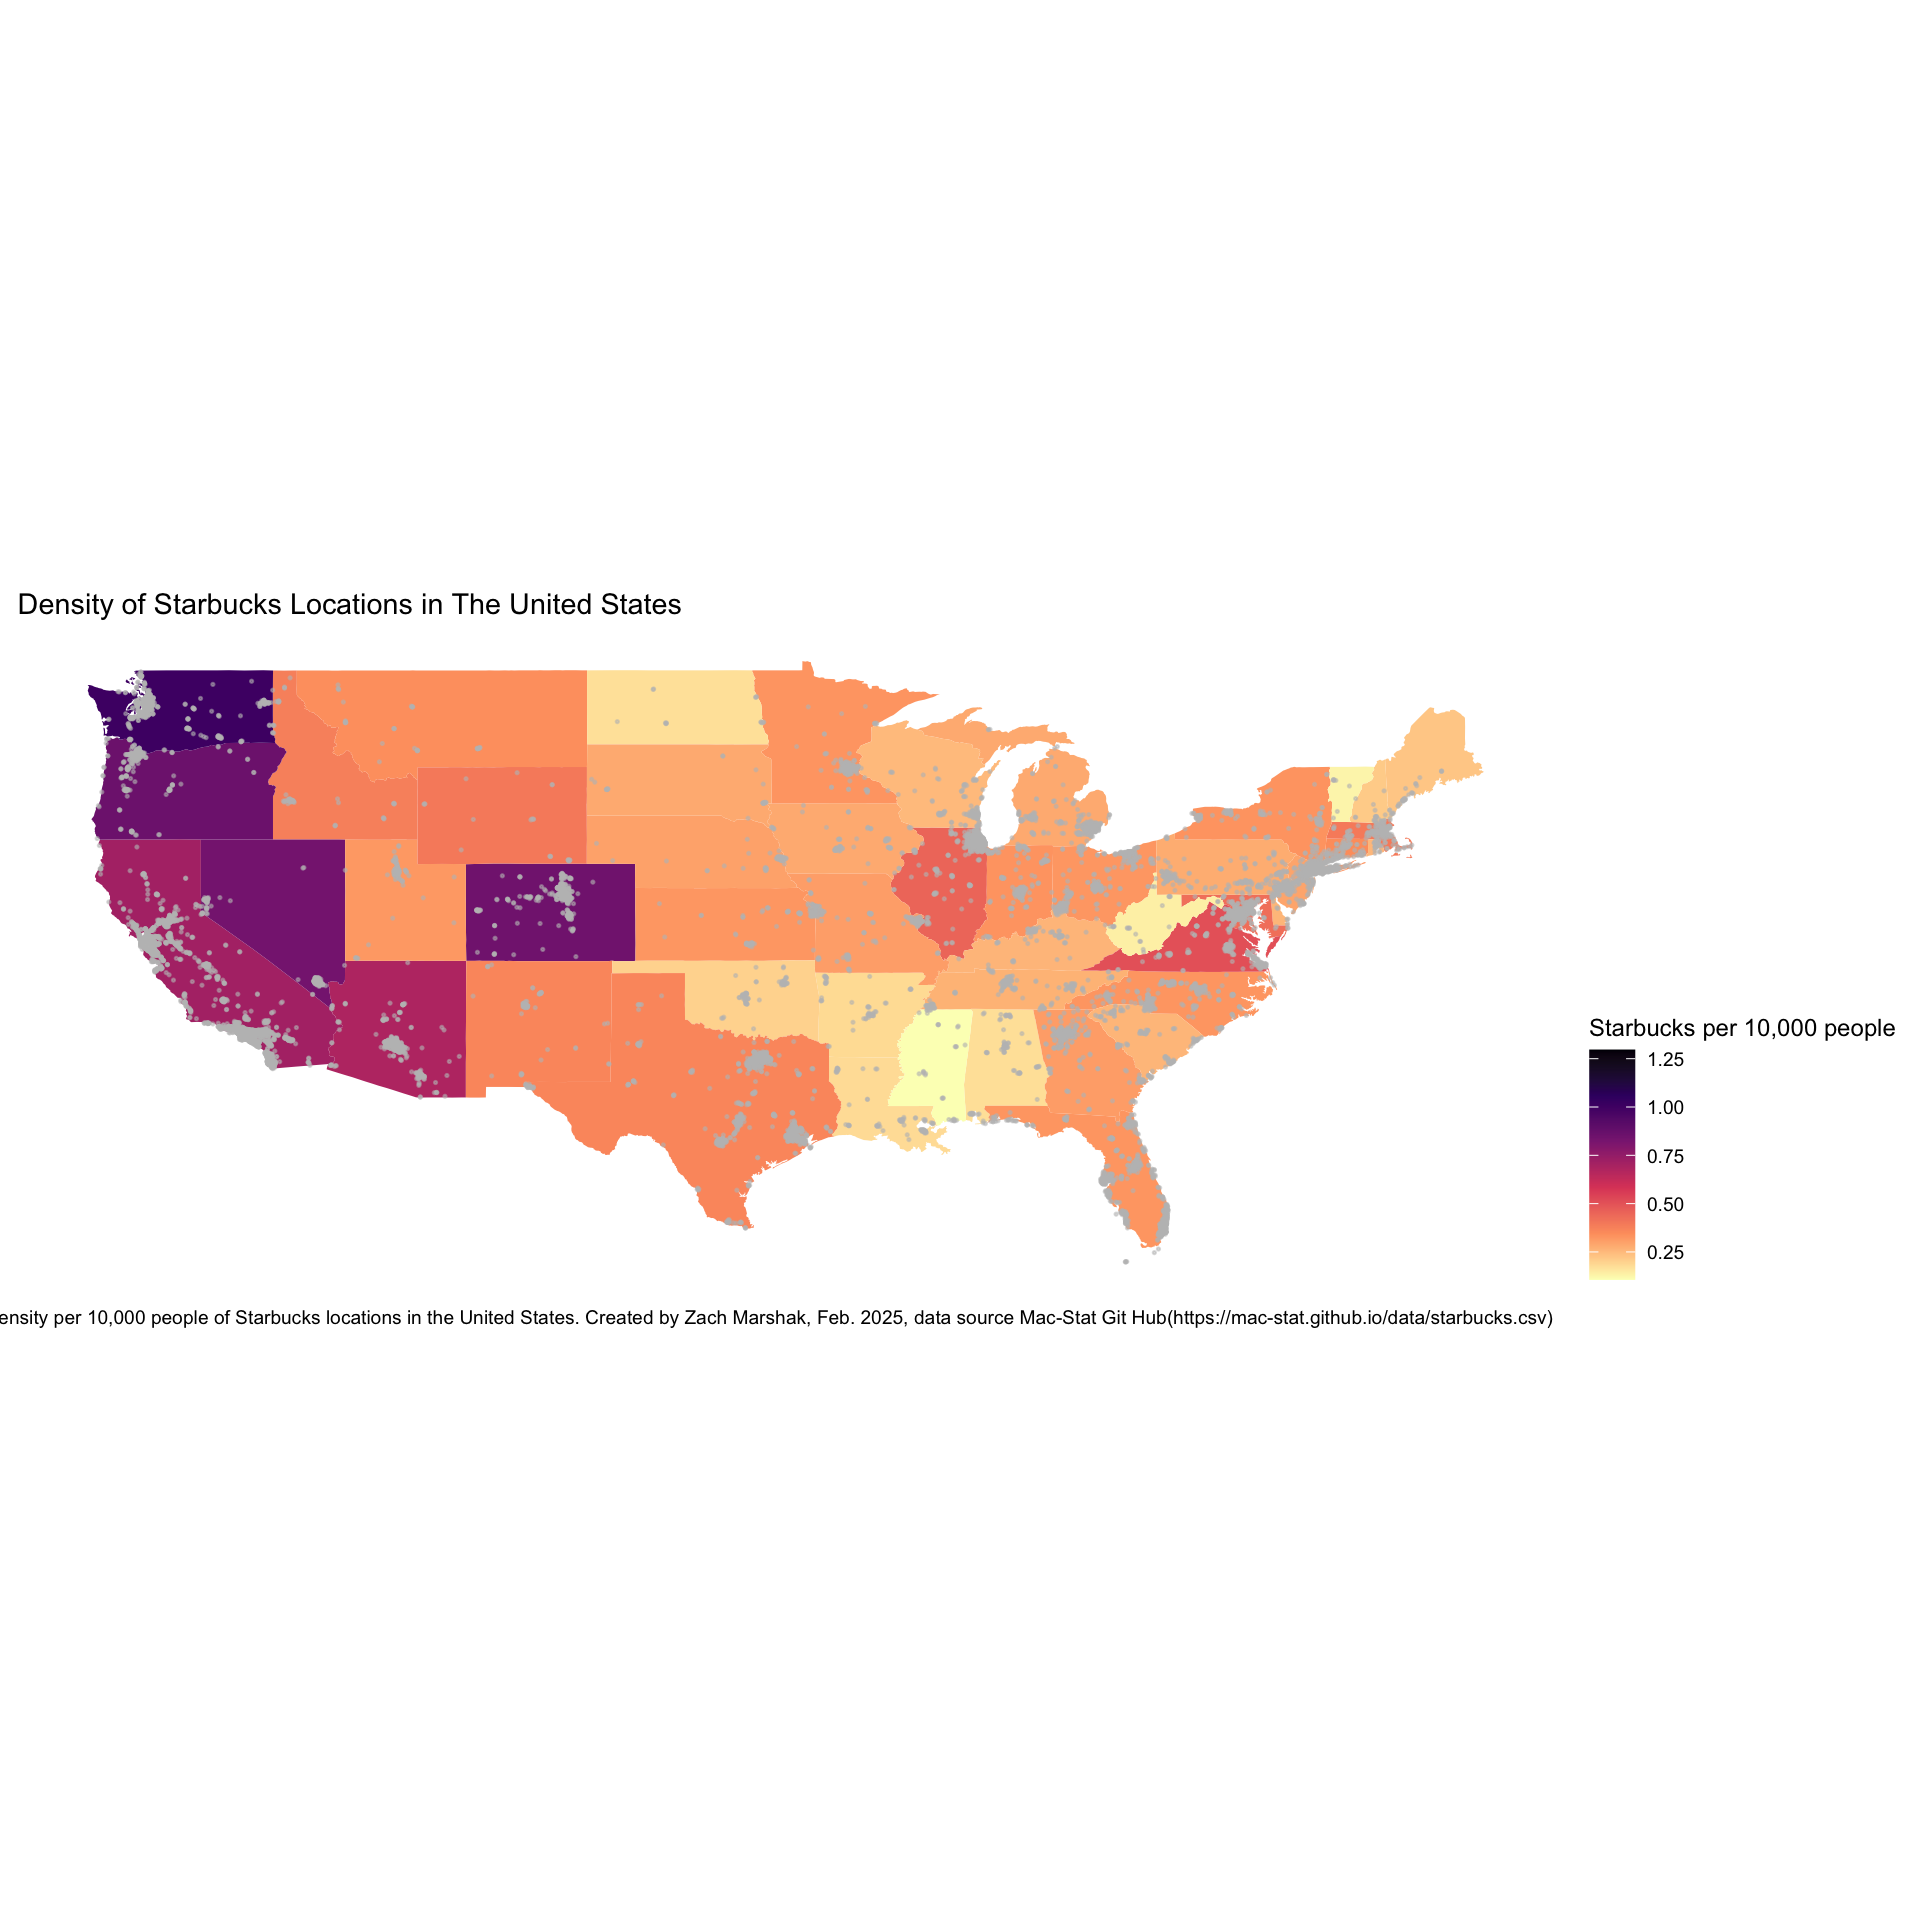 Density of Starbucks Locations in The United States
Starbucks per 10,000 people
1.25
1.00
0.75
0.50
0.25
ensity per 10,000 people of Starbucks locations in the United States. Created by Zach Marshak, Feb. 2025, data source Mac-Stat Git Hub(https://mac-stat.github.io/data/starbucks.csv)